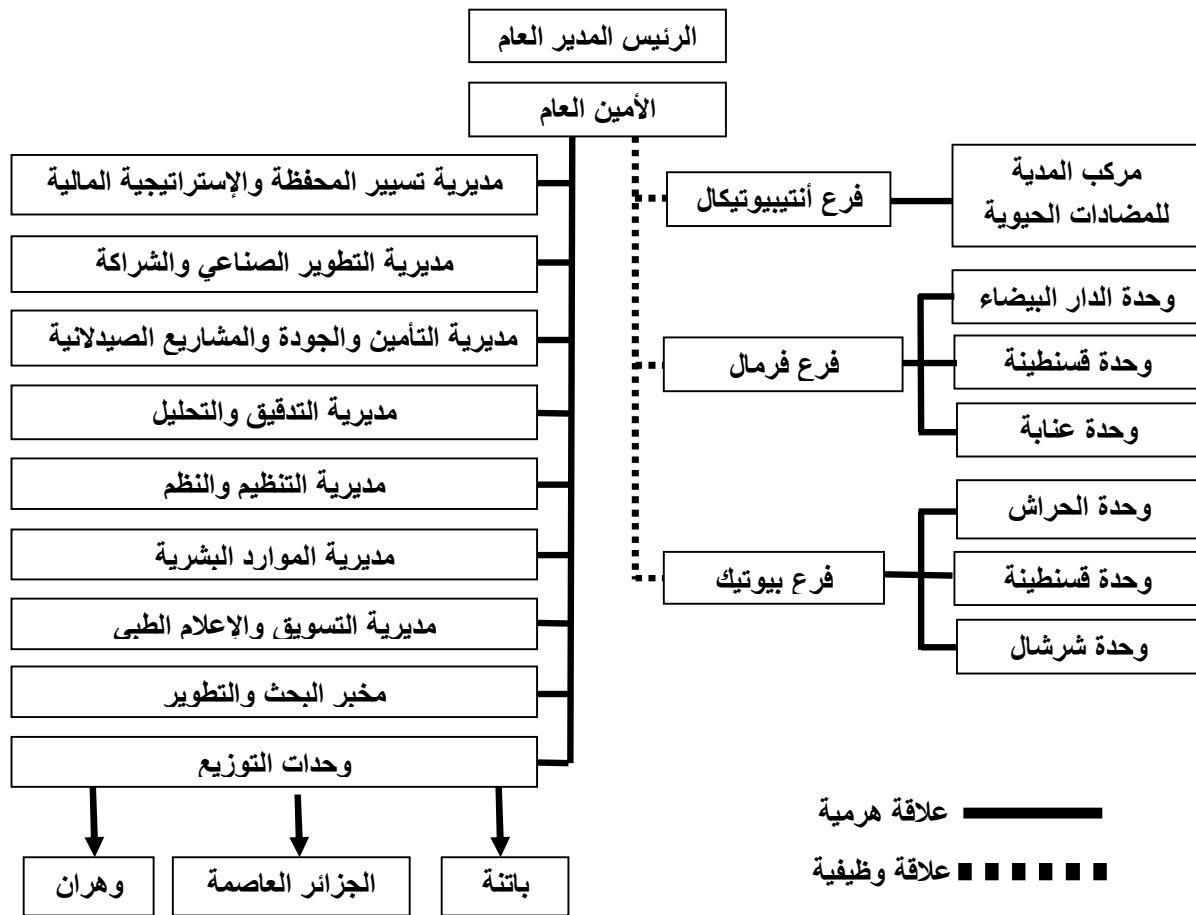 الرئيس المدير العام
الأمين العام
مركب المدية
للمضادات الحيوية
فرع أنتيبيوتيكال
مديرية تسيير المحفظة والإستراتيجية المالية
وحدة الدار البيضاء
مديرية التطوير الصناعي والشراكة
وحدة قسنطينة
فرع فرمال
مديرية التأمين والجودة والمشاريع الصيدلانية
وحدة عنابة
مديرية التدقيق والتحليل
وحدة الحراش
مديرية التنظيم والنظم
وحدة قسنطينة
فرع بيوتيك
مديرية الموارد البشرية
وحدة شرشال
مديرية التسويق والإعلام الطبي
مخبر البحث والتطوير
وحدات التوزيع
علاقة هرمية
علاقة وظيفية
باتنة
الجزائر العاصمة
وهران